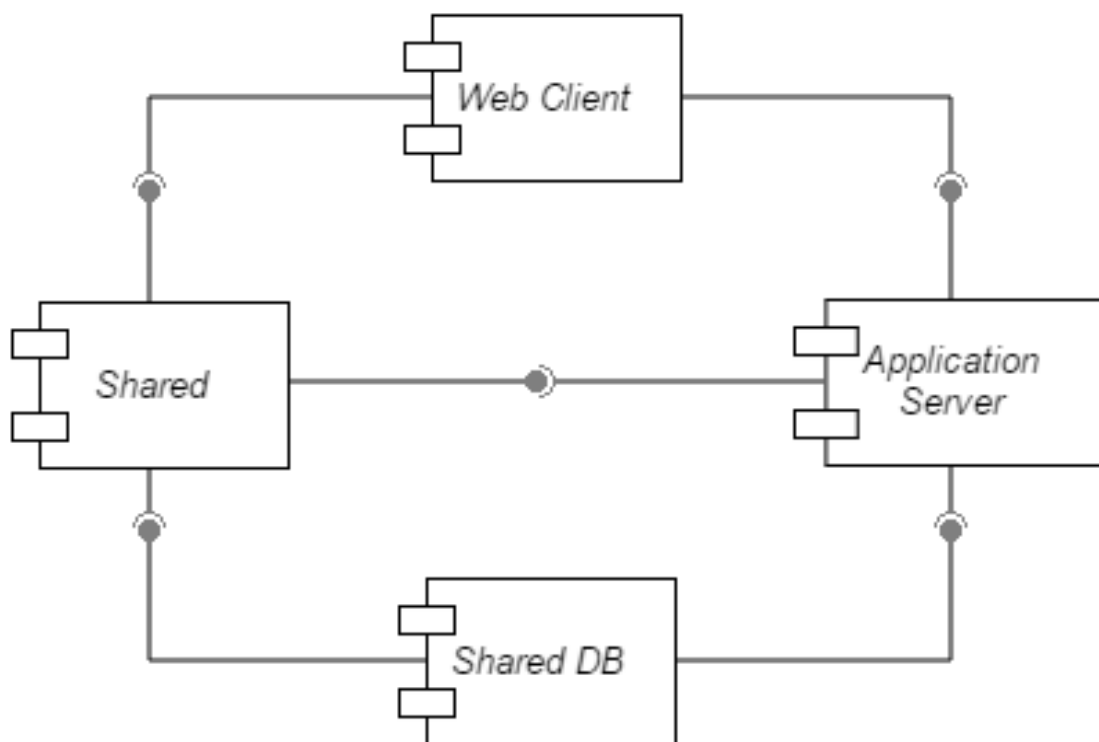 Web Client
Shared
Application
Server
Shared DB